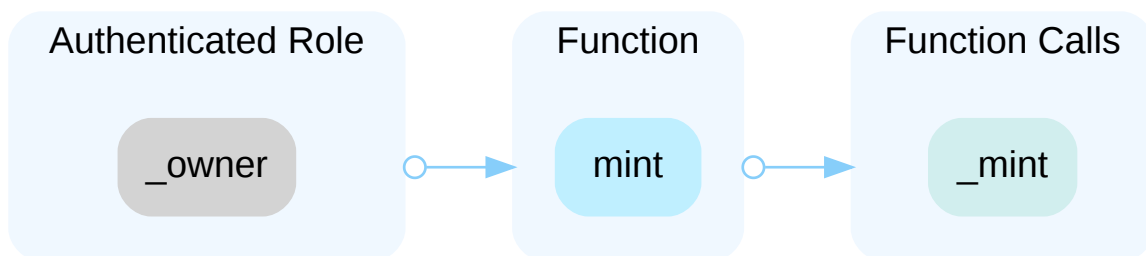 Authenticated Role
Function
Function Calls
_owner
mint
_mint